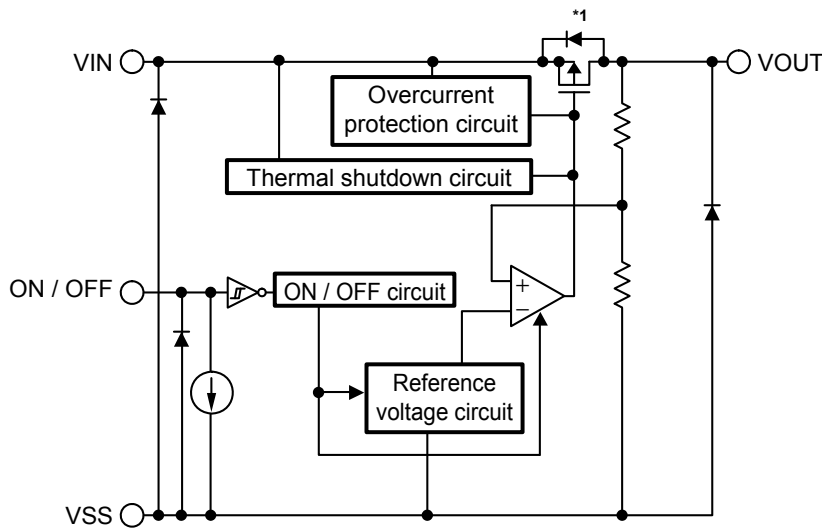 *1
VIN
VOUT
Overcurrent
protection circuit
Thermal shutdown circuit
ON / OFF
ON / OFF circuit
+
−
Reference
voltage circuit
VSS